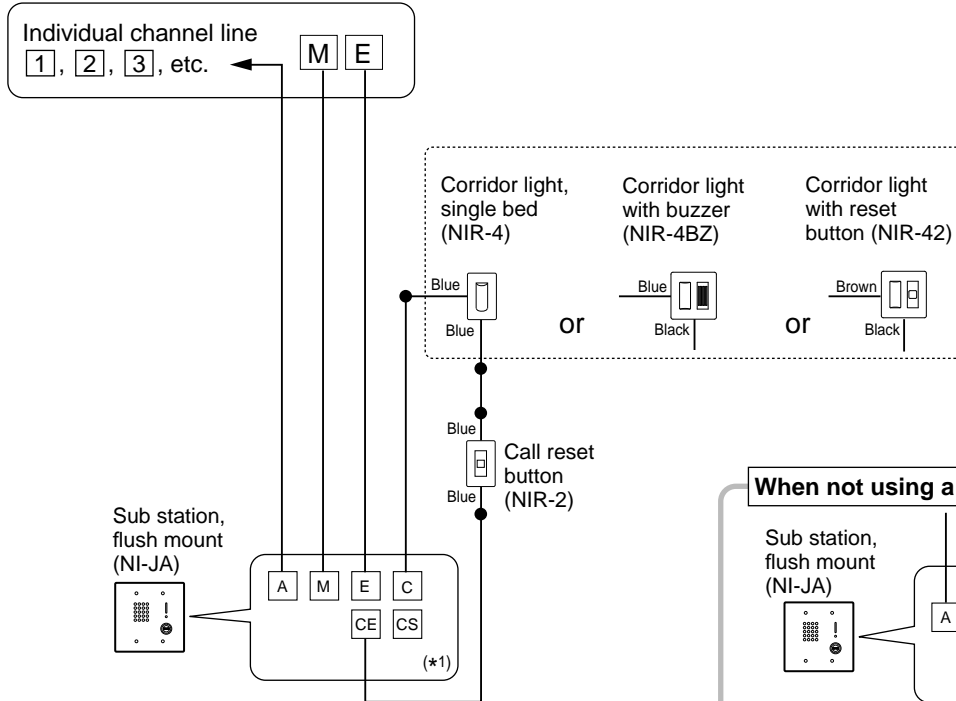 Individual channel line
1, 2, 3, etc.
M E
Corridor light,
single bed
(NIR-4)
Corridor light
with buzzer
(NIR-4BZ)
Corridor light
with reset
button (NIR-42)
Blue
Blue
or
Blue
Black
or
Brown
Black
Blue
Blue
Call reset
button
(NIR-2)
Sub station,
flush mount
(NI-JA)
A M E C
CE CS
(*1)
When not using a
Sub station,
flush mount
(NI-JA)
A